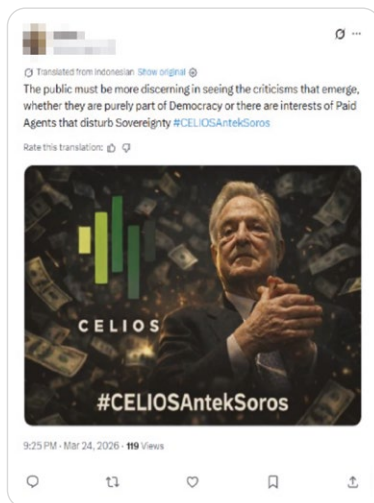 Translated from Indonesian Show original
The public must be more discerning in seeing the criticisms that emerge,
whether they are purely part of Democracy or there are interests of Paid
Agents that disturb Sovereignty #CELIOSAntekSoros
Rate this translation:
CELIOS
#CELIOSAntekSoros
9:25 PM · Mar 24, 2026 · 119 Views